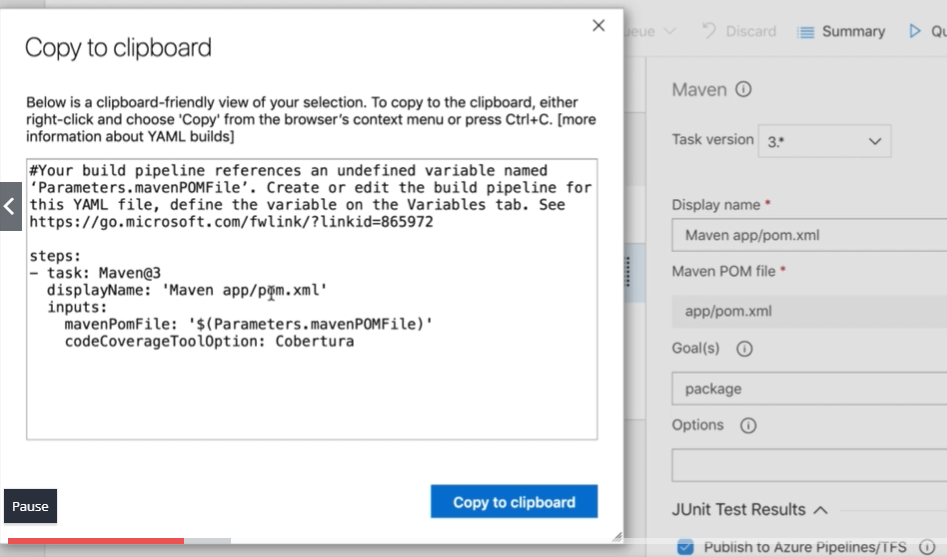 Copy to clipboard
Below is a clipboard-friendly view of your selection. To copy to the clipboard, either
right-click and choose 'Copy' from the browser's context menu or press Ctrl+C. [more
information about YAML builds]
#Your build pipeline references an undefined variable named
‘Parameters.mavenPOMFile’. Create or edit the build pipeline for
this YAML file, define the variable on the Variables tab. See
https://go.microsoft.com/fwlink/?linkid=865972
steps:
- task: Maven@3
displayName: 'Maven app/pom.xml'
inputs:
mavenPomFile: '$(Parameters.mavenPOMFile)'
codeCoverageToolOption: Cobertura
Copy to clipboard
Pause
Discard
Summary
Maven
Task version
3.*
Display name *
Maven app/pom.xml
Maven POM file *
app/pom.xml
Goal(s)
package
Options
JUnit Test Results
Publish to Azure Pipelines/TFS